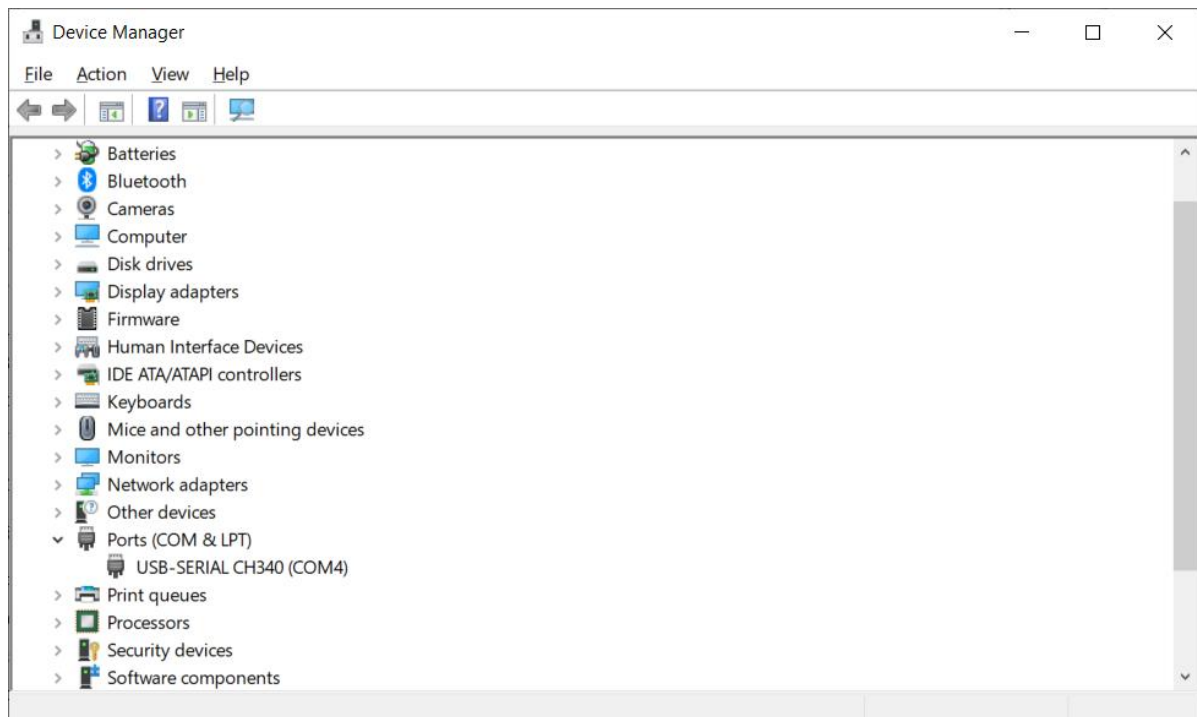 Device Manager
File Action View Help
Batteries
Bluetooth
Cameras
Computer
Disk drives
Display adapters
Firmware
Human Interface Devices
IDE ATA/ATAPI controllers
Keyboards
Mice and other pointing devices
Monitors
Network adapters
Other devices
Ports (COM & LPT)
USB-SERIAL CH340 (COM4)
Print queues
Processors
Security devices
Software components